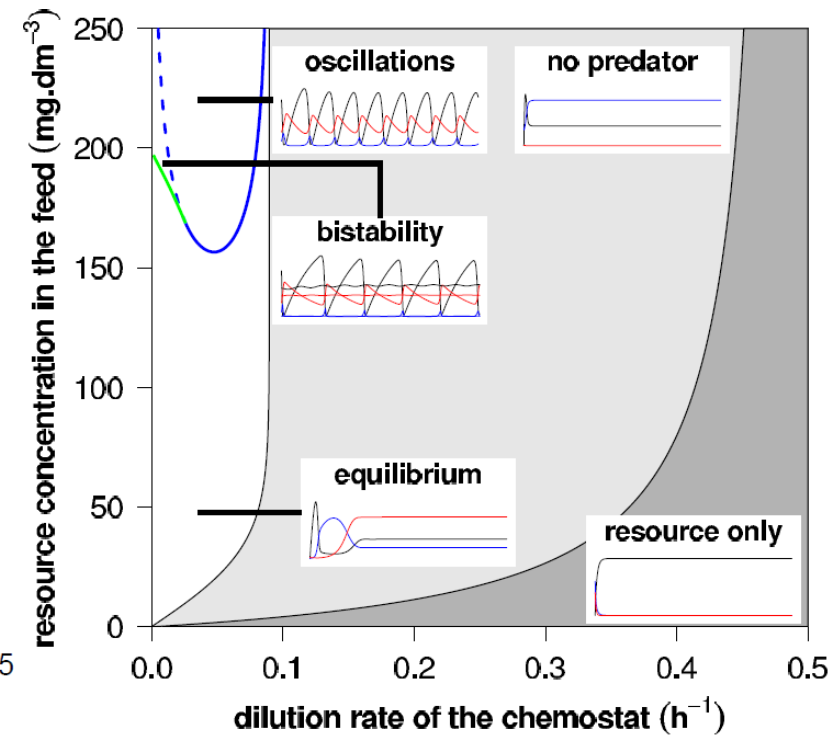 resource concentration in the feed (mg.dm⁻³)
250
200
150
100
50
0
oscillations
no predator
bistability
equilibrium
resource only
5
0.0 0.1 0.2 0.3 0.4 0.5
dilution rate of the chemostat (h⁻¹)